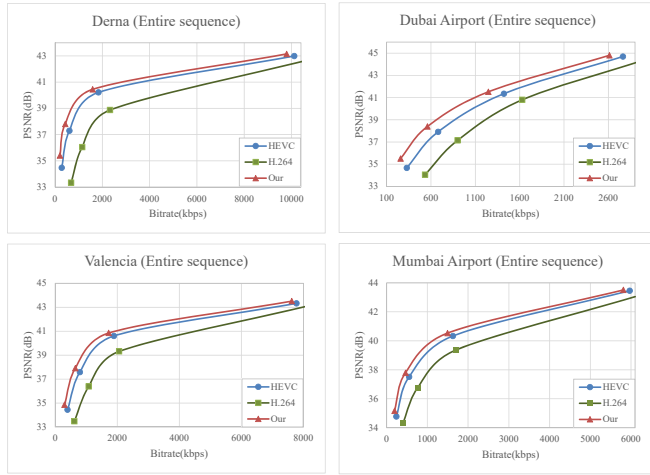 Derna (Entire sequence)
PSNR(dB)
43
41
39
37
35
33
HEVC
H.264
Our
0 2000 4000 6000 8000 10000
Bitrate(kbps)
Dubai Airport (Entire sequence)
PSNR(dB)
45
43
41
39
37
35
33
HEVC
H.264
Our
100 600 1100 1600 2100 2600
Bitrate(kbps)
Valencia (Entire sequence)
PSNR(dB)
45
43
41
39
37
35
33
HEVC
H.264
Our
0 2000 4000 6000 8000
Bitrate(kbps)
Mumbai Airport (Entire sequence)
PSNR(dB)
44
42
40
38
36
34
HEVC
H.264
Our
0 1000 2000 3000 4000 5000 6000
Bitrate(kbps)